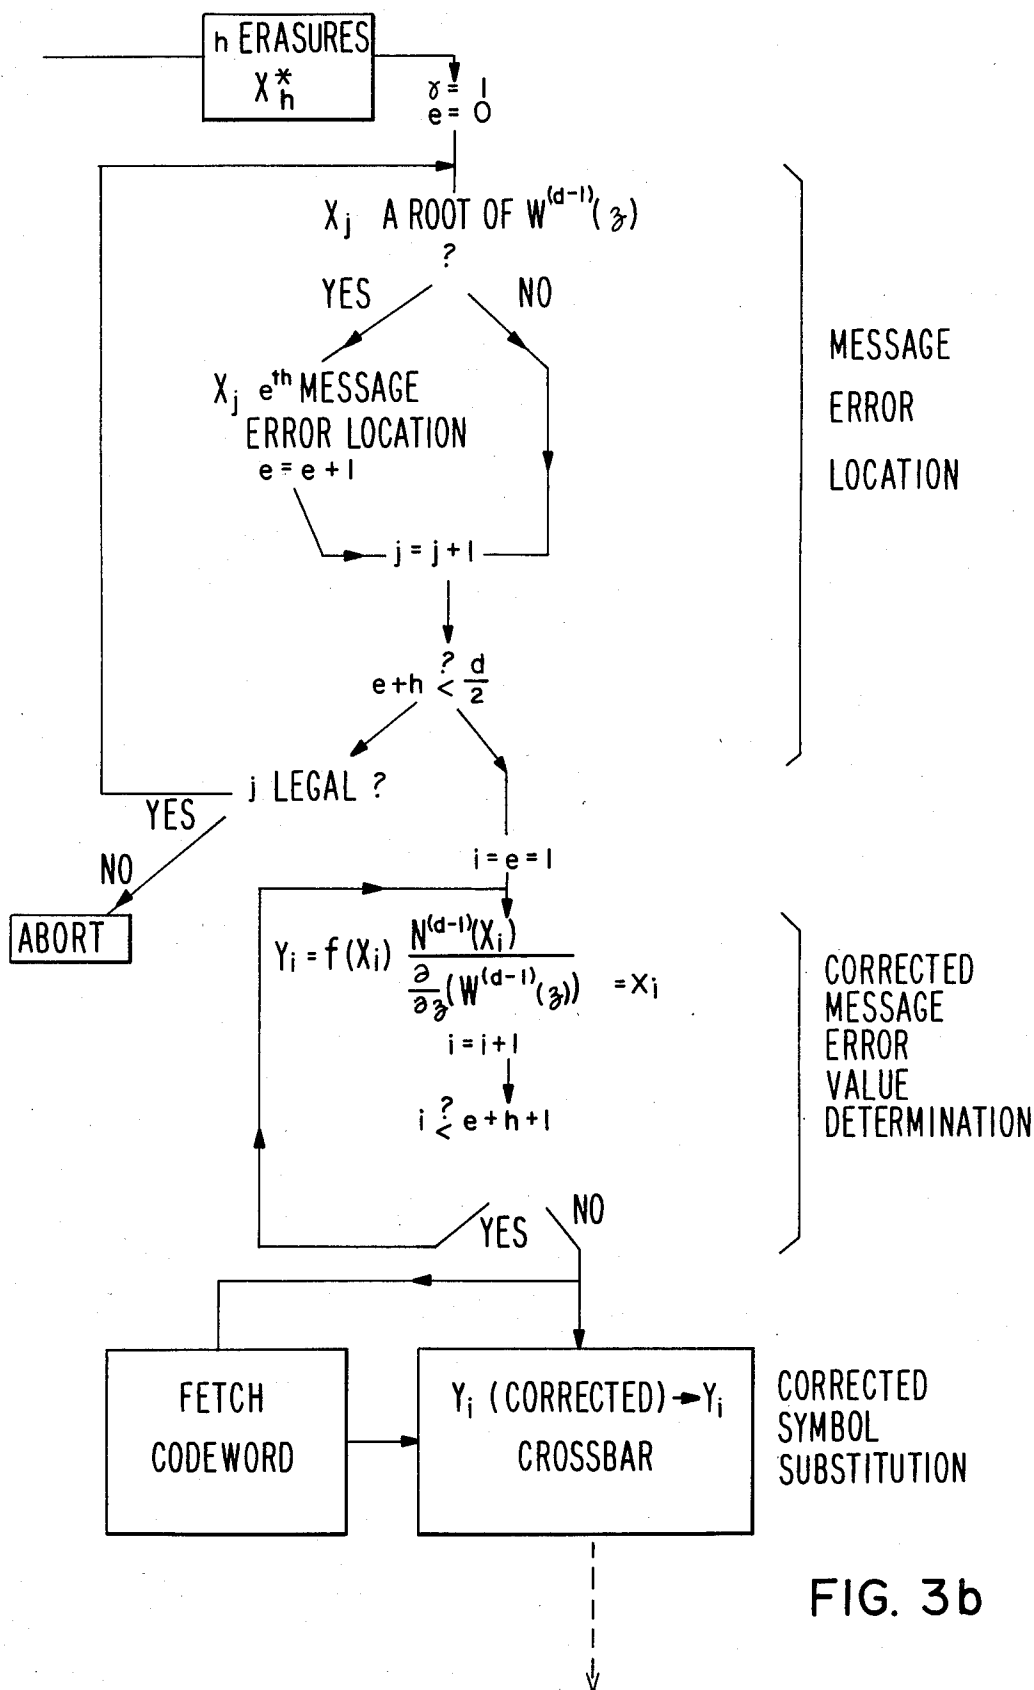 h ERASURES
X*h
γ = 1
e = 0
Xj A ROOT OF W(d-1)(z)
?
YES
NO
Xj eth MESSAGE
ERROR LOCATION
e = e + 1
j = j + 1
MESSAGE
ERROR
LOCATION
e + h <? d/2
j LEGAL ?
YES
NO
ABORT
i = e = 1
Yi = f(Xi) N(d-1)(Xi) / ∂/∂z(W(d-1)(z)) = Xi
i = i + 1
i <? e + h + 1
YES
NO
CORRECTED
MESSAGE
ERROR
VALUE
DETERMINATION
FETCH
CODEWORD
Yi (CORRECTED) → Yi
CROSSBAR
CORRECTED
SYMBOL
SUBSTITUTION
FIG. 3b